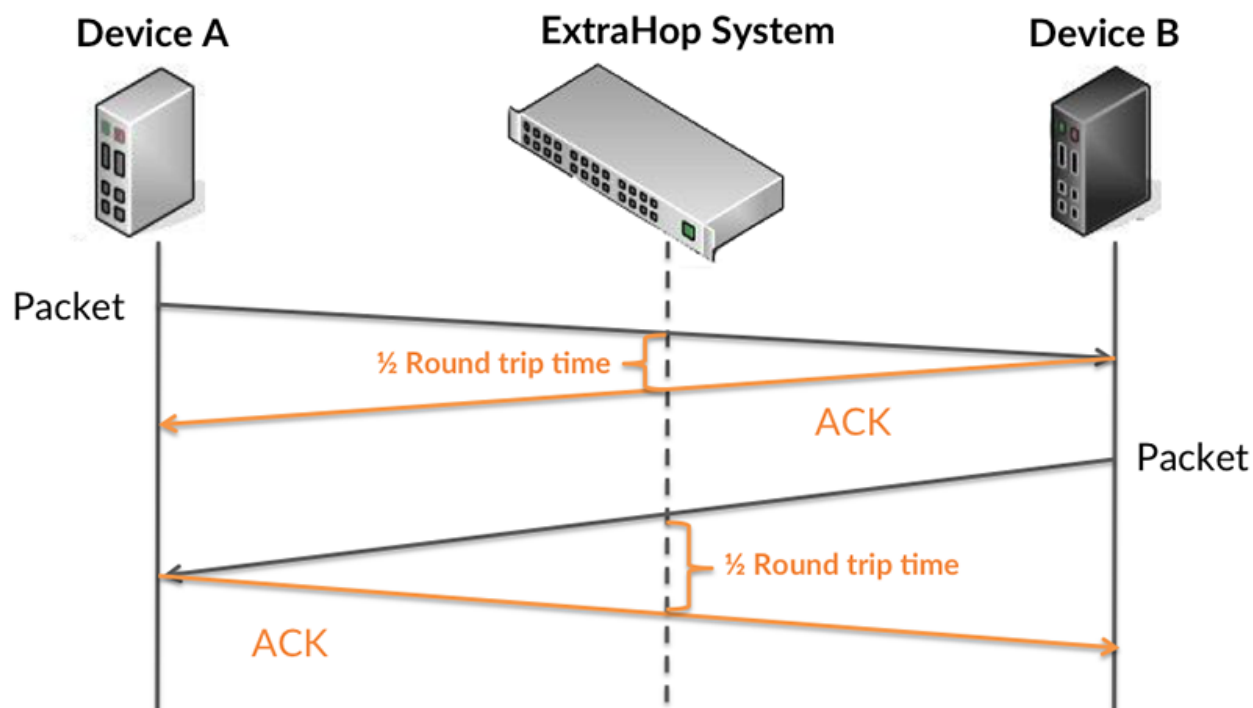 Device A
ExtraHop System
Device B
Packet
½ Round trip time
ACK
Packet
½ Round trip time
ACK